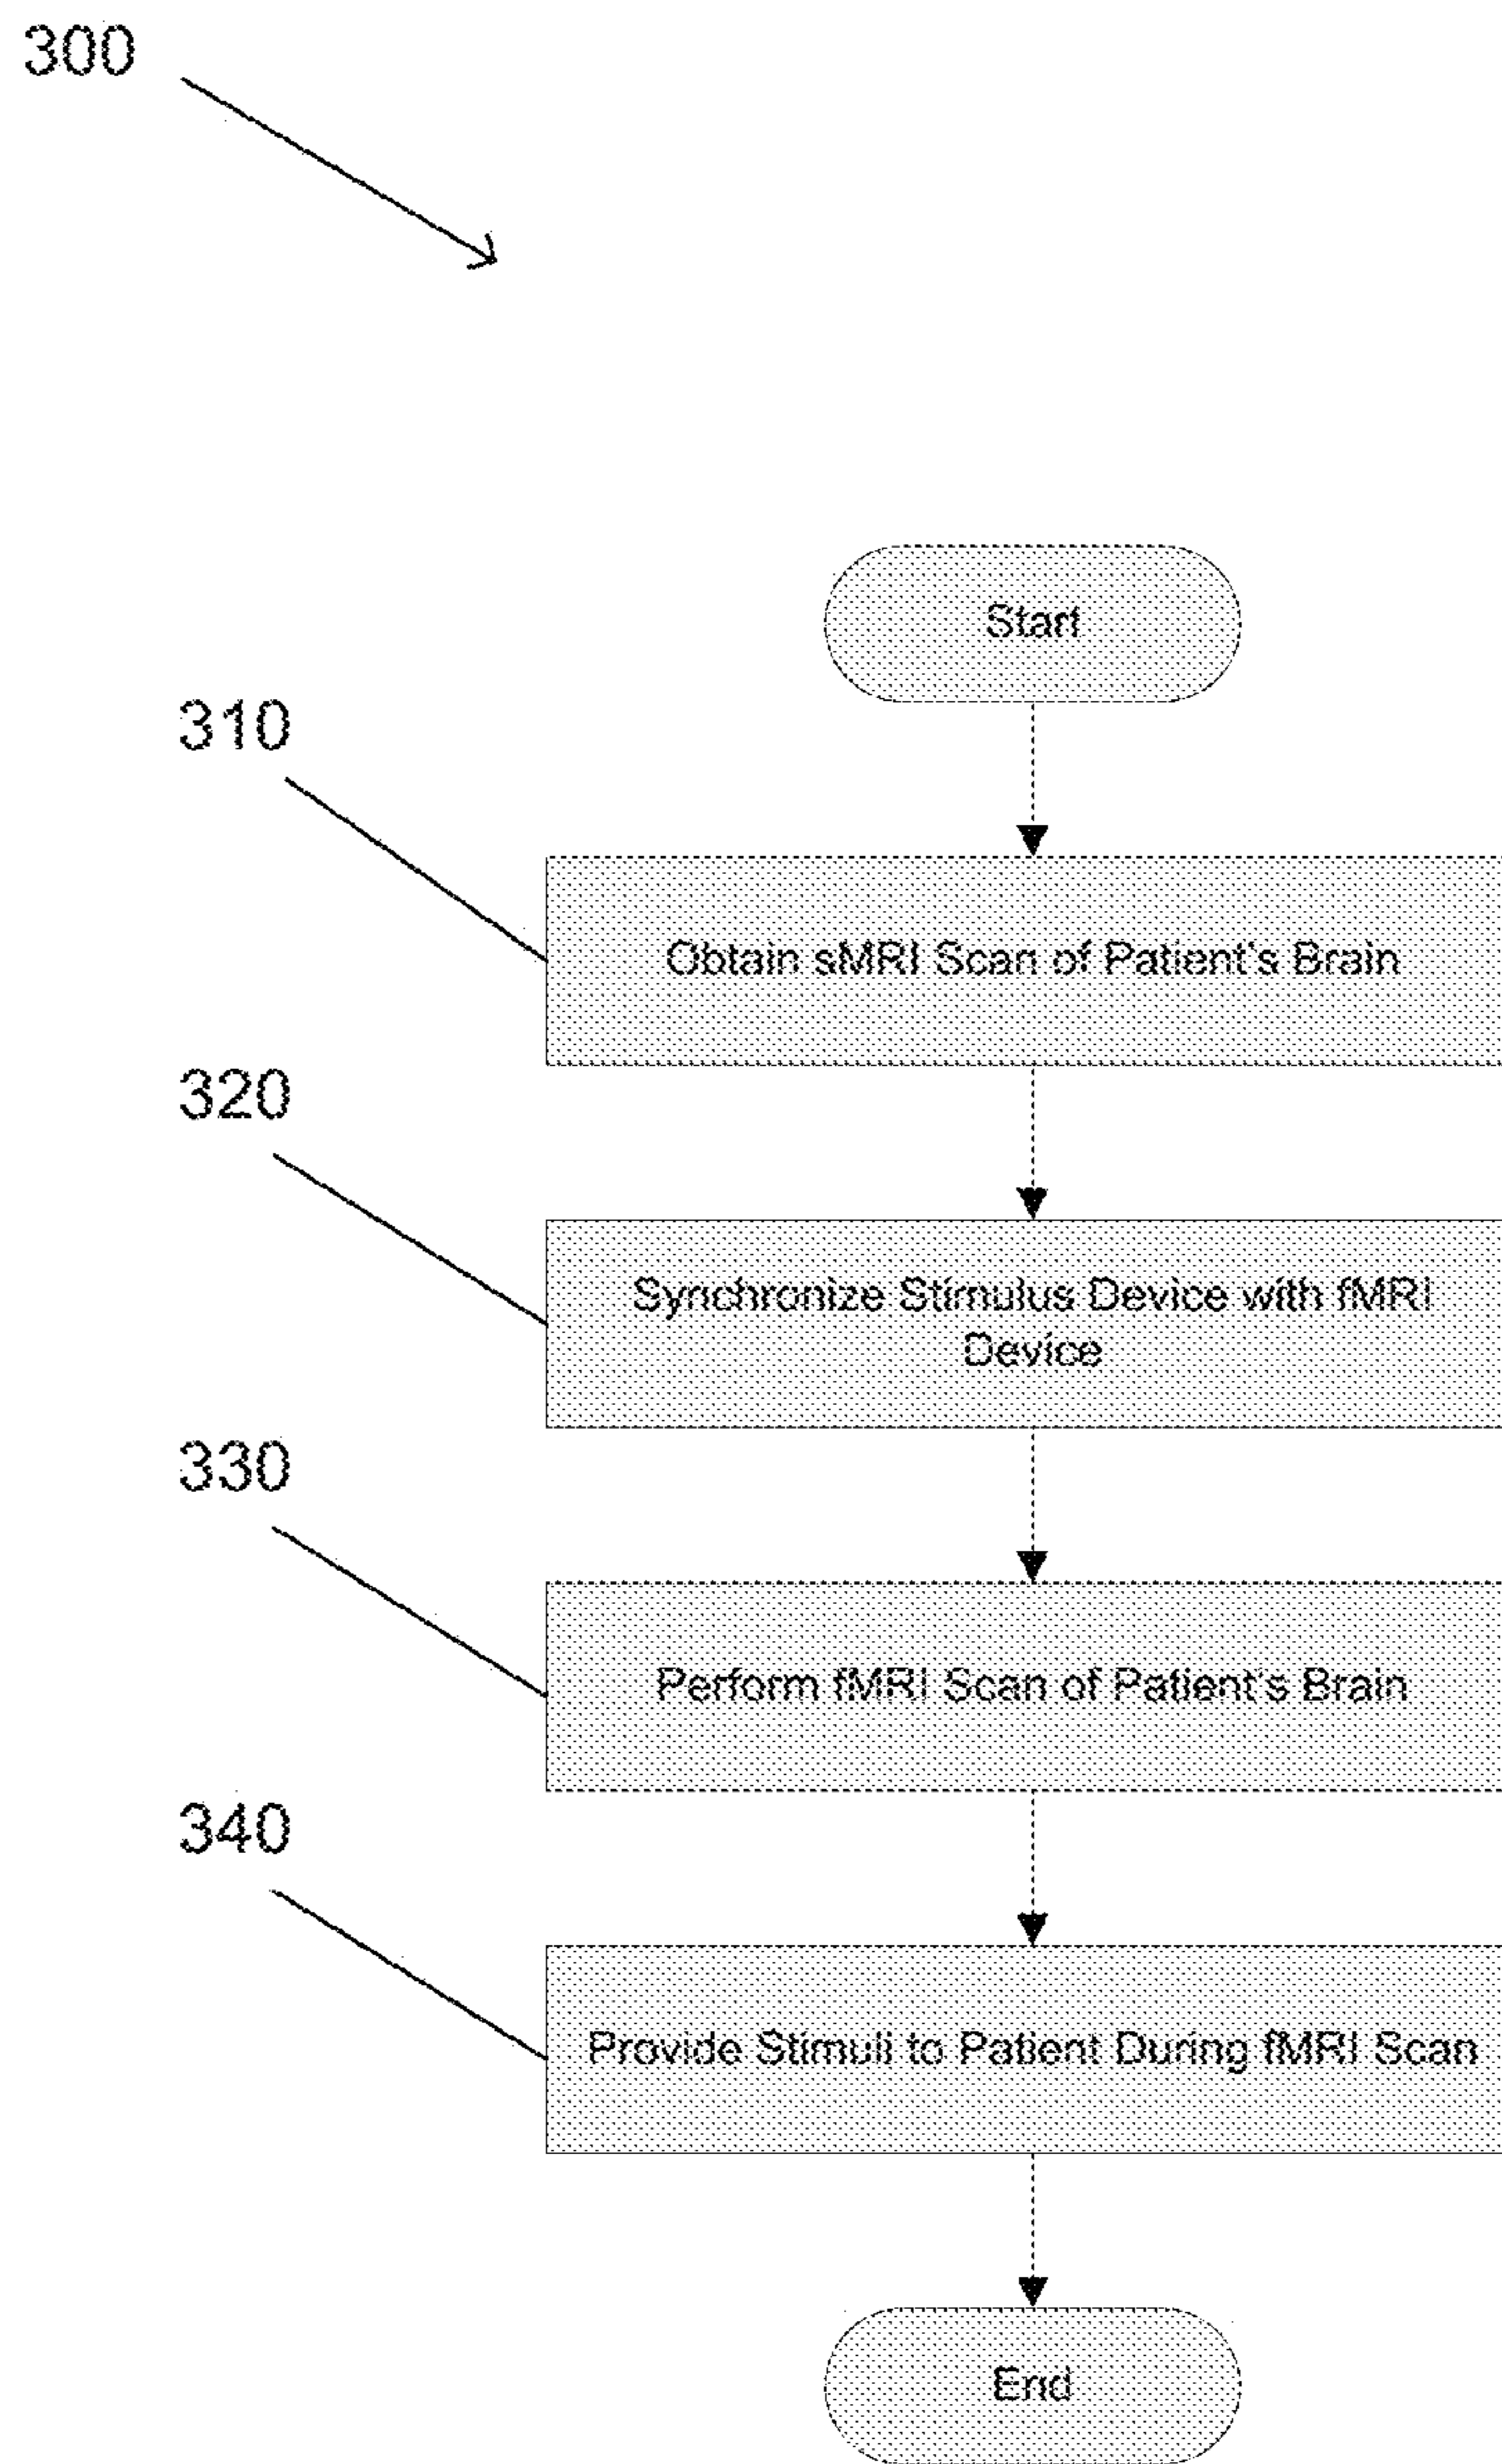 300
Start
310
Obtain sMRI Scan of Patient's Brain
320
Synchronize Stimulus Device with fMRI
Device
330
Perform fMRI Scan of Patient's Brain
340
Provide Stimuli to Patient During fMRI Scan
End